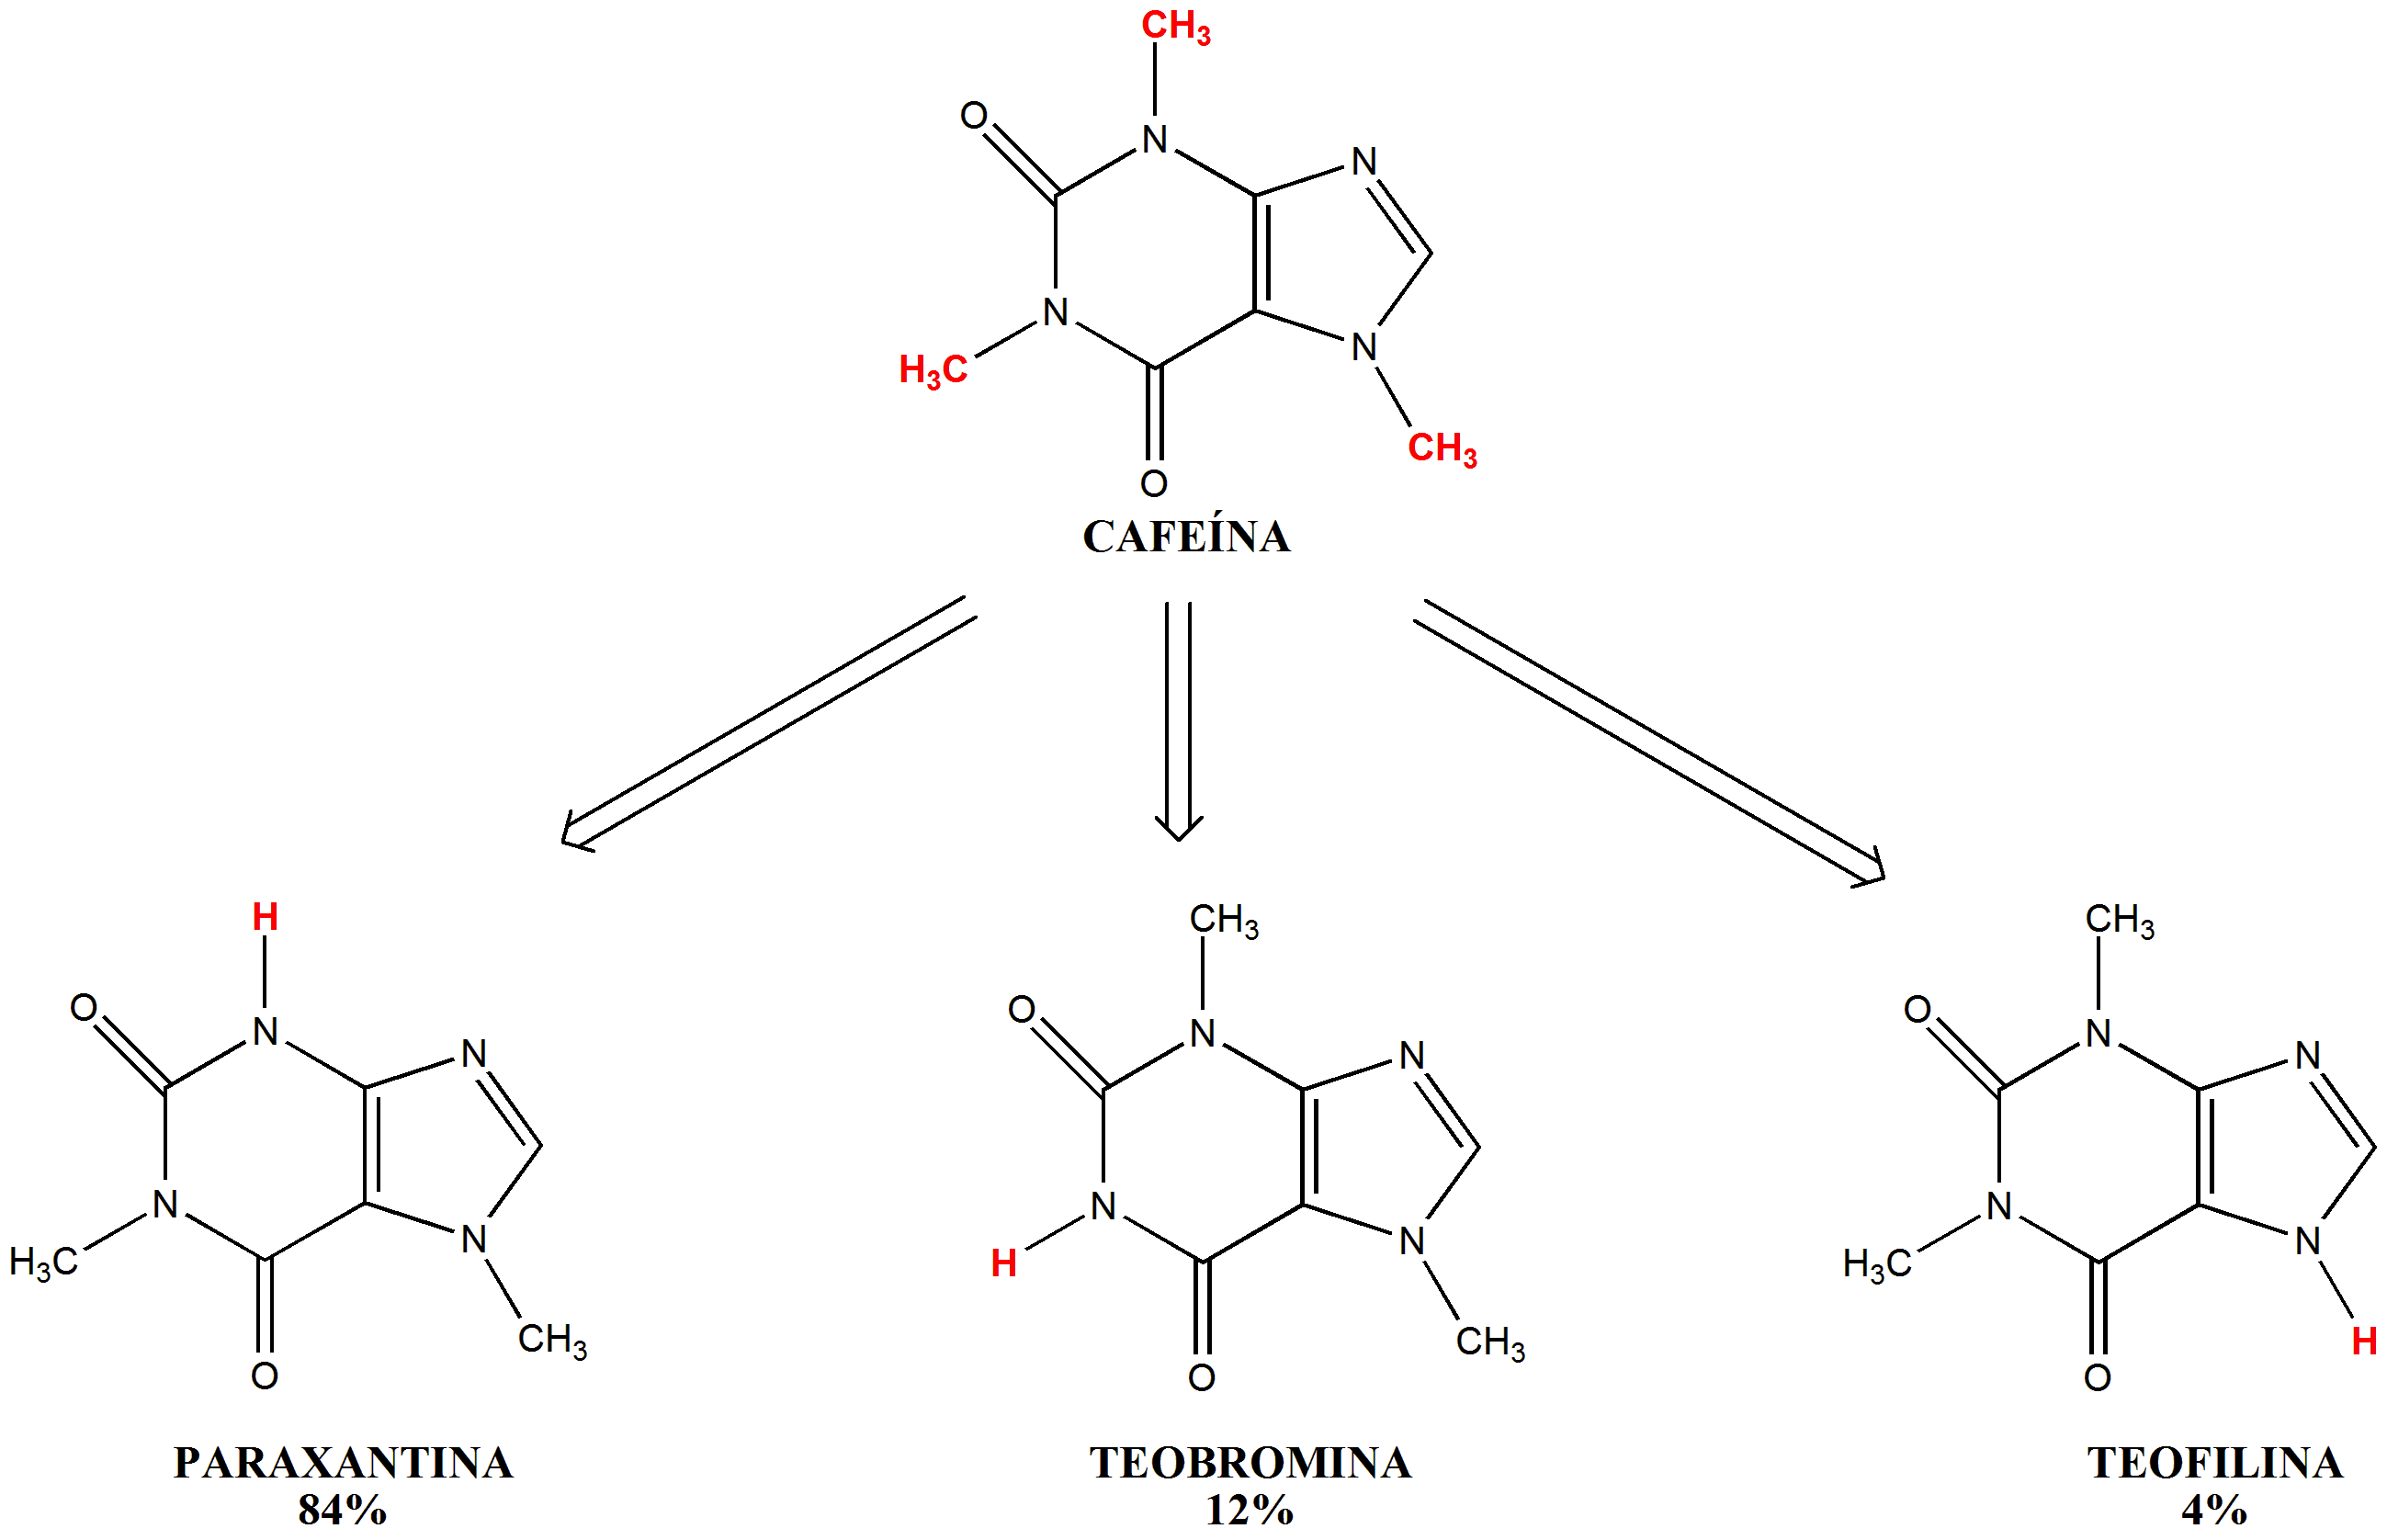 CH3
O
N
N
N
N
H3C
CH3
O
CAFEÍNA
H
O
N
N
N
N
H3C
CH3
O
PARAXANTINA
84%
CH3
O
N
N
N
N
H
CH3
O
TEOBROMINA
12%
CH3
O
N
N
N
N
H3C
H
O
TEOFILINA
4%